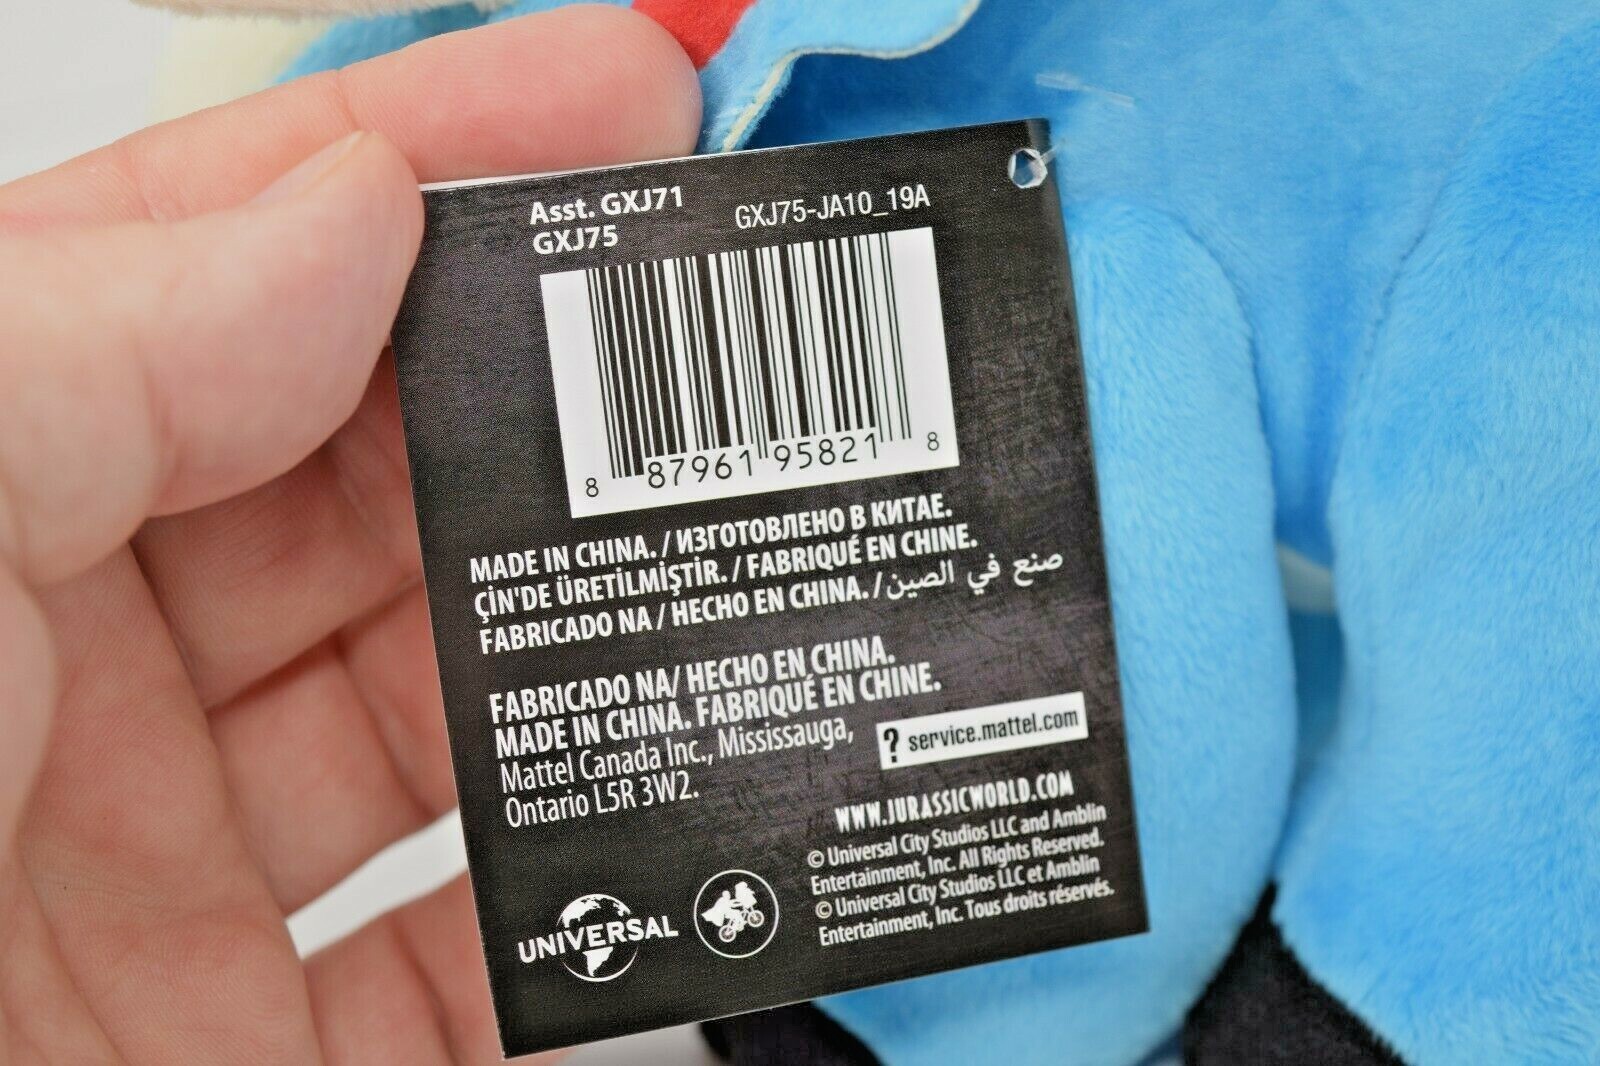 Asst. GXJ71
GXJ75
GXJ75-JA10_19A
8 87961 95821 8
MADE IN CHINA. / ИЗГОТОВЛЕНО В КИТАЕ.
ÇİN'DE ÜRETİLMİŞTİR. / FABRIQUÉ EN CHINE.
FABRICADO NA / HECHO EN CHINA. / صنع في الصين
FABRICADO NA/ HECHO EN CHINA.
MADE IN CHINA. FABRIQUÉ EN CHINE.
Mattel Canada Inc., Mississauga,
Ontario L5R 3W2.
? service.mattel.com
WWW.JURASSICWORLD.COM
© Universal City Studios LLC and Amblin
Entertainment, Inc. All Rights Reserved.
© Universal City Studios LLC et Amblin
Entertainment, Inc. Tous droits réservés.
UNIVERSAL